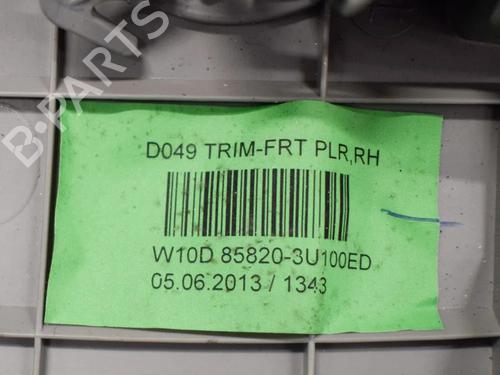 D049 TRIM-FRT PLR,RH
W10D 85820-3U100ED
05.06.2013 / 1343
B-PARTS